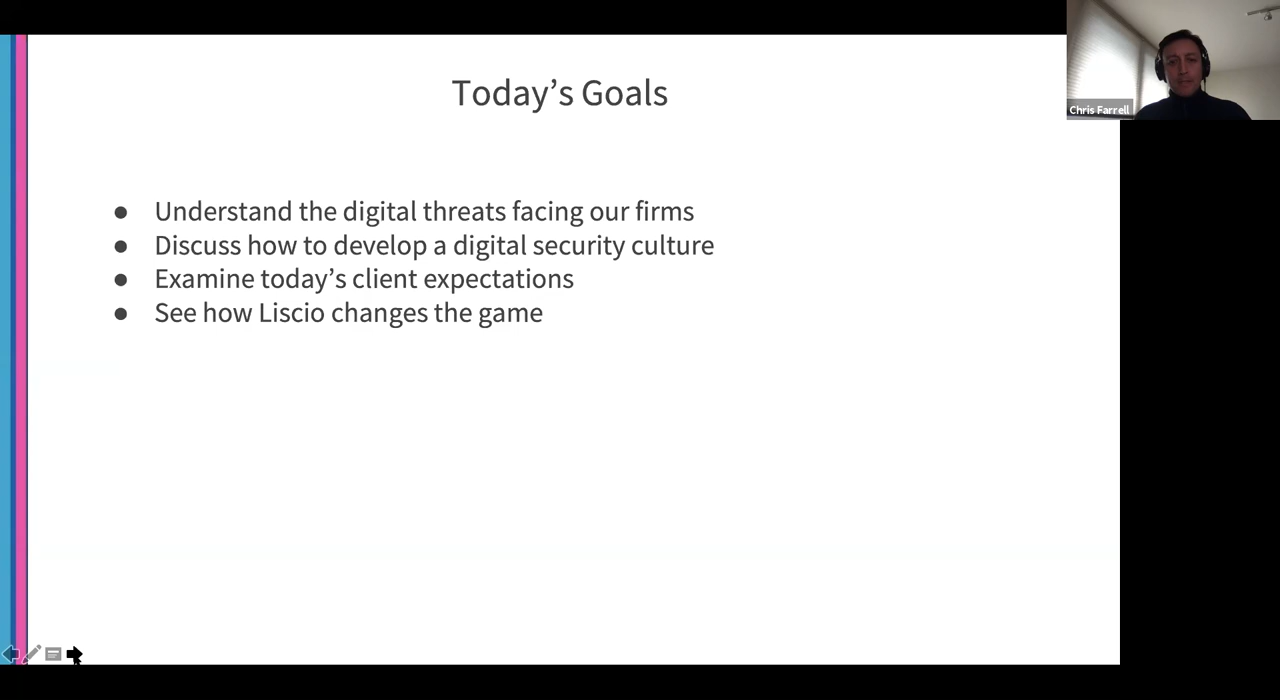 Today’s Goals
● Understand the digital threats facing our firms
● Discuss how to develop a digital security culture
● Examine today’s client expectations
● See how Liscio changes the game
Chris Farrell